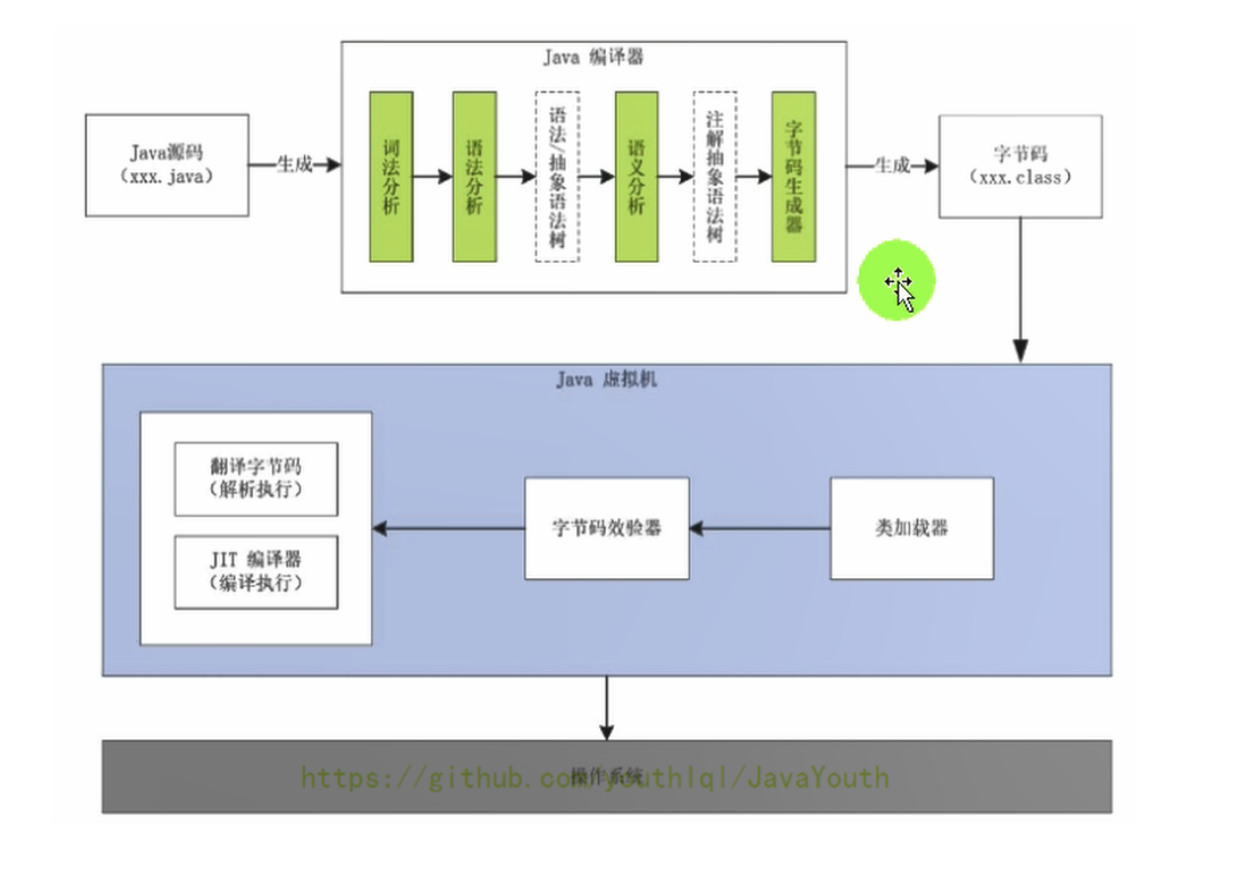 Java 编译器
Java源码
（xxx.java）
生成
词法分析
语法分析
语法/抽象语法树
语义分析
注解抽象语法树
字节码生成器
生成
字节码
（xxx.class）
Java 虚拟机
翻译字节码
（解析执行）
JIT 编译器
（编译执行）
字节码效验器
类加载器
操作系统
https://github.com/youthlql/JavaYouth